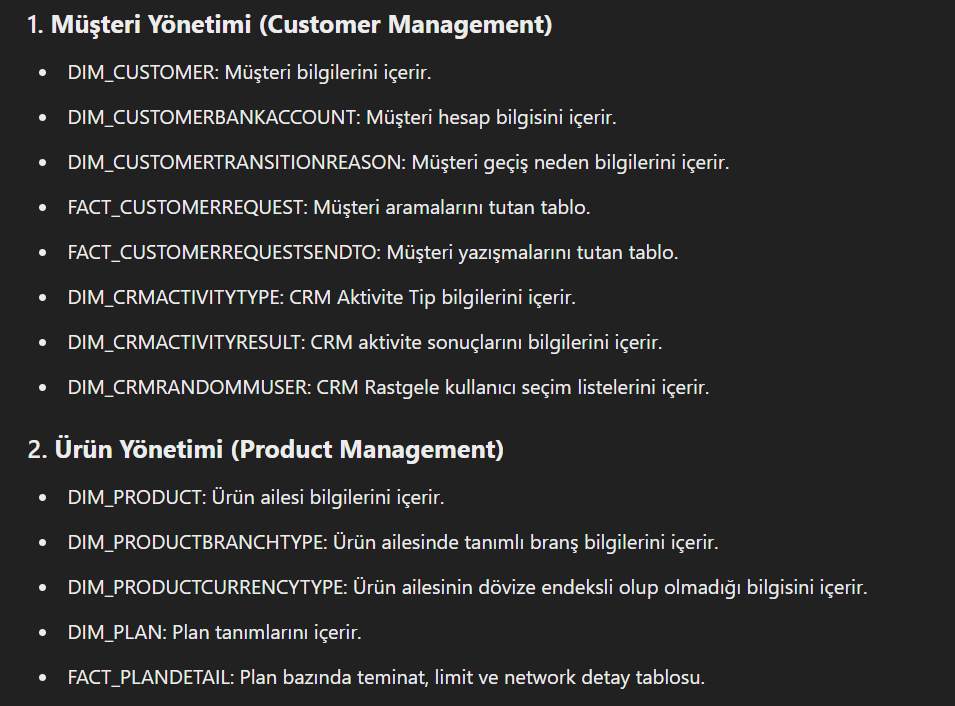 1. Müşteri Yönetimi (Customer Management)
• DIM_CUSTOMER: Müşteri bilgilerini içerir.
• DIM_CUSTOMERBANKACCOUNT: Müşteri hesap bilgisini içerir.
• DIM_CUSTOMERTRANSITIONREASON: Müşteri geçiş neden bilgilerini içerir.
• FACT_CUSTOMERREQUEST: Müşteri aramalarını tutan tablo.
• FACT_CUSTOMERREQUESTSENDTO: Müşteri yazışmalarını tutan tablo.
• DIM_CRMACTIVITYTYPE: CRM Aktivite Tip bilgilerini içerir.
• DIM_CRMACTIVITYRESULT: CRM aktivite sonuçlarını bilgilerini içerir.
• DIM_CRMRANDOMMUSER: CRM Rastgele kullanıcı seçim listelerini içerir.
2. Ürün Yönetimi (Product Management)
• DIM_PRODUCT: Ürün ailesi bilgilerini içerir.
• DIM_PRODUCTBRANCHTYPE: Ürün ailesinde tanımlı branş bilgilerini içerir.
• DIM_PRODUCTCURRENCYTYPE: Ürün ailesinin dövize endeksli olup olmadığı bilgisini içerir.
• DIM_PLAN: Plan tanımlarını içerir.
• FACT_PLANDETAIL: Plan bazında teminat, limit ve network detay tablosu.